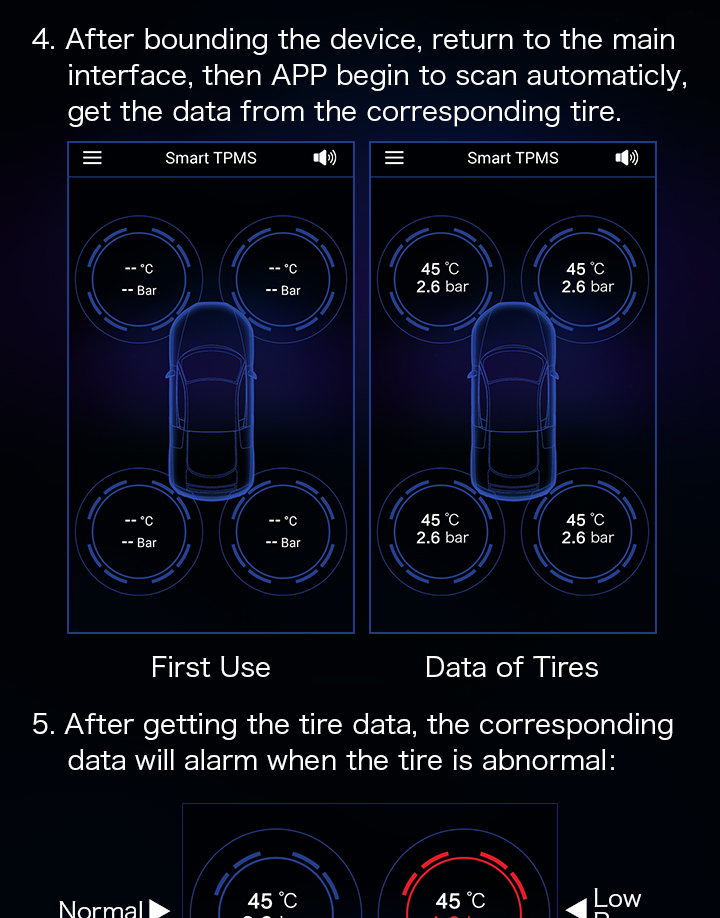 4. After bounding the device, return to the main
interface, then APP begin to scan automaticly,
get the data from the corresponding tire.
Smart TPMS
Smart TPMS
-- °C
-- Bar
-- °C
-- Bar
45 °C
2.6 bar
45 °C
2.6 bar
-- °C
-- Bar
-- °C
-- Bar
45 °C
2.6 bar
45 °C
2.6 bar
First Use
Data of Tires
5. After getting the tire data, the corresponding
data will alarm when the tire is abnormal:
45 °C
45 °C
Normal
Low